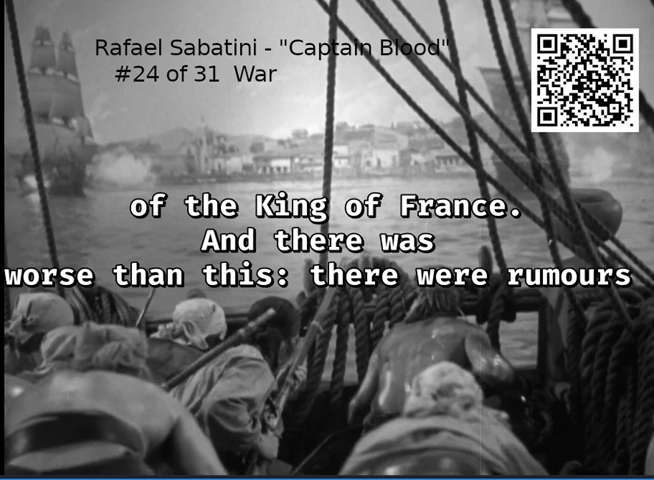 Rafael Sabatini - "Captain Blood"
#24 of 31 War
of the King of France.
And there was
worse than this: there were rumours